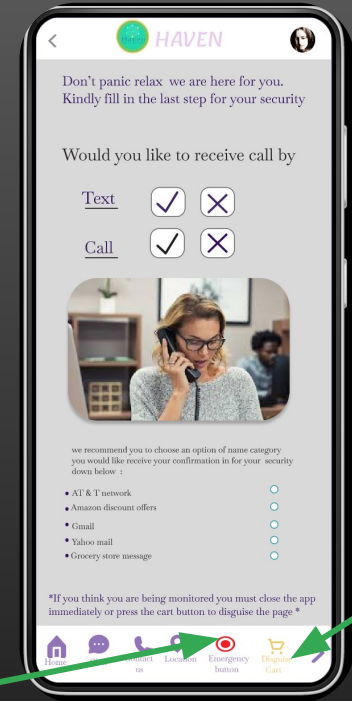 HAVEN
Don't panic relax we are here for you.
Kindly fill in the last step for your security
Would you like to receive call by
Text
Call
we recommend you to choose an option of name category
you would like receive your confirmation in for your security
down below :
AT & T network
Amazon discount offers
Gmail
Yahoo mail
Grocery store message
*If you think you are being monitored you must close the app
immediately or press the cart button to disguise the page *
Home
us
Location
Emergency
button
Disguise
Cart